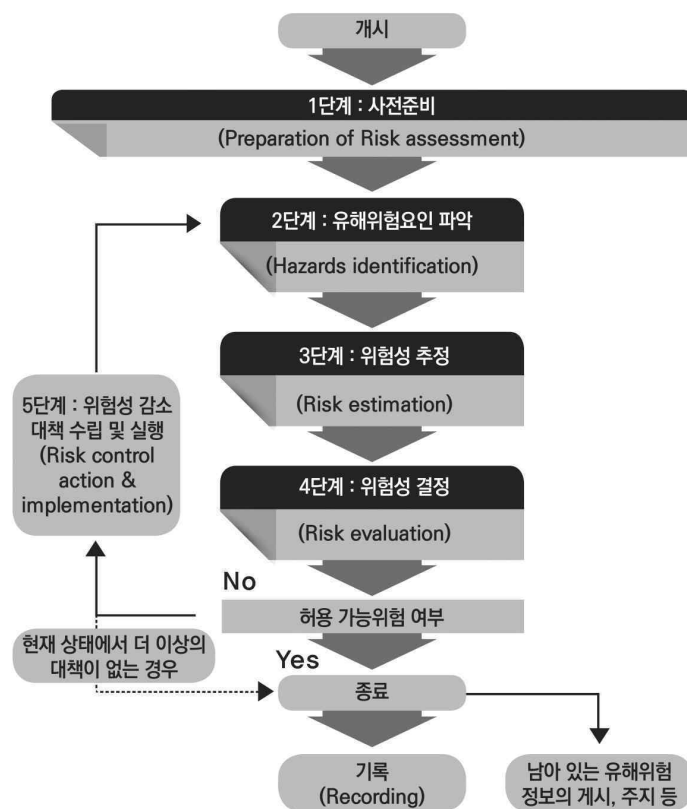 개시
1단계 : 사전준비
(Preparation of Risk assessment)
2단계 : 유해위험요인 파악
(Hazards identification)
3단계 : 위험성 추정
(Risk estimation)
5단계 : 위험성 감소
대책 수립 및 실행
(Risk control
action &
implementation)
4단계 : 위험성 결정
(Risk evaluation)
No
허용 가능위험 여부
현재 상태에서 더 이상의
대책이 없는 경우
Yes
종료
기록
(Recording)
남아 있는 유해위험
정보의 게시, 주지 등